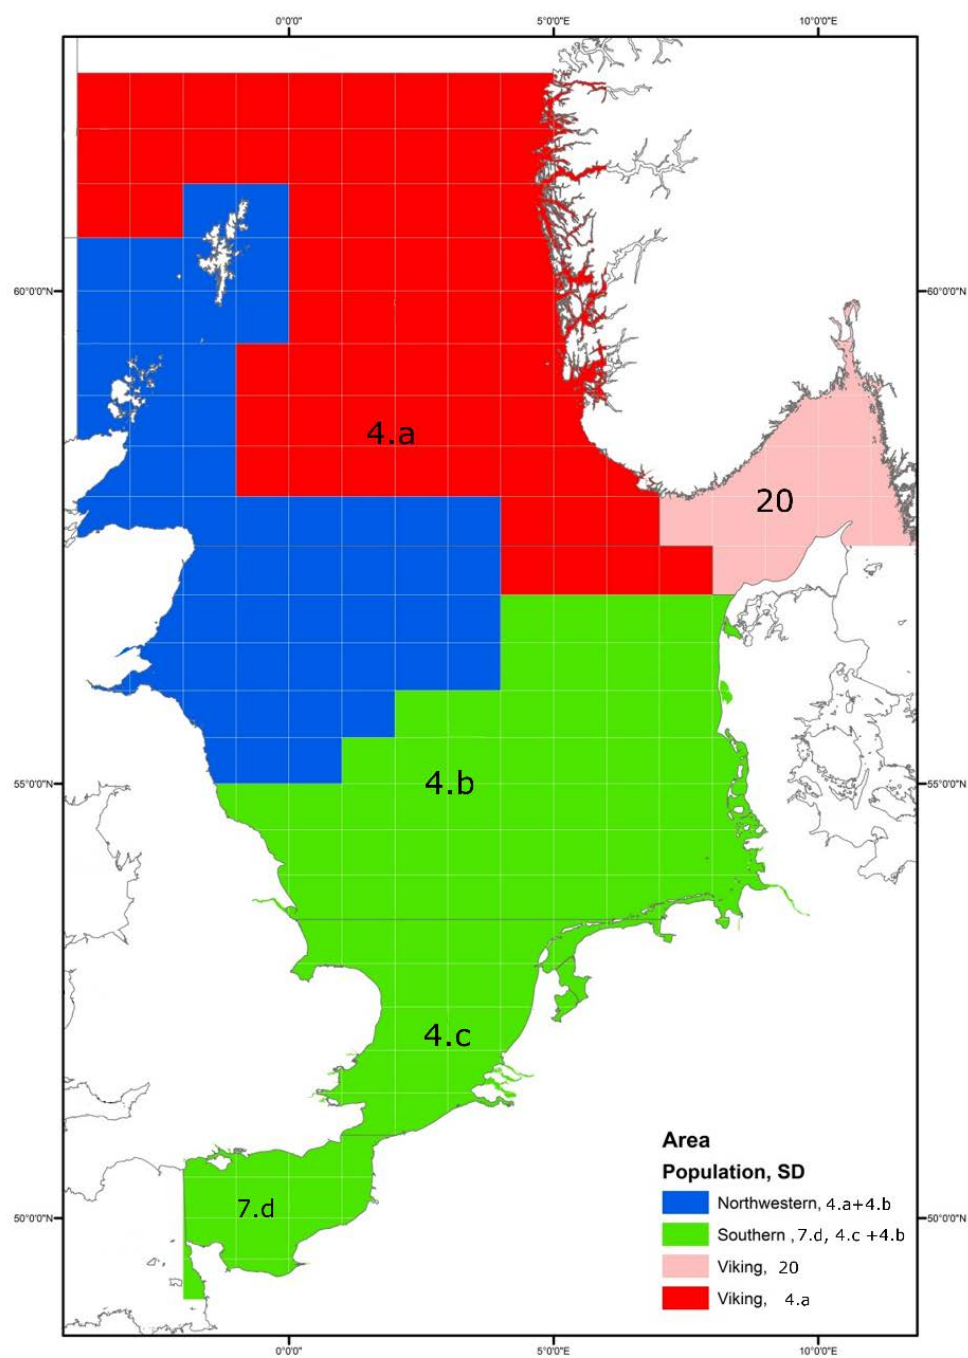 0°0'0" 5°0'0"E 10°0'0"E
60°0'0"N 60°0'0"N
4.a
20
55°0'0"N 4.b 55°0'0"N
4.c
Area
Population, SD
Northwestern, 4.a+4.b
50°0'0"N 7.d 50°0'0"N
Southern , 7.d, 4.c +4.b
Viking, 20
Viking, 4.a
0°0'0" 5°0'0"E 10°0'0"E